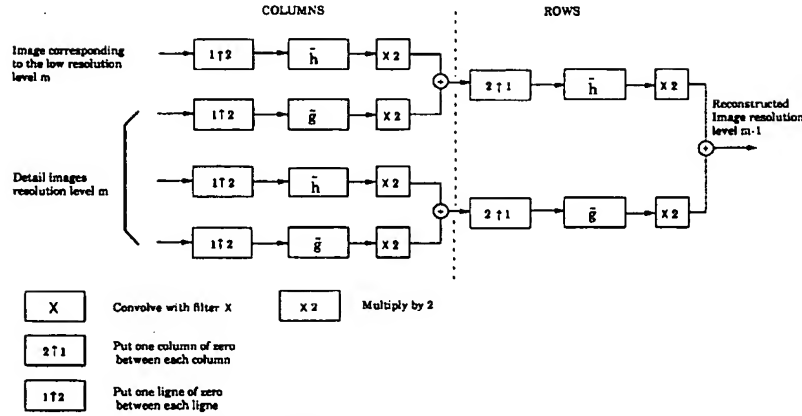 COLUMNS
ROWS
Image corresponding
to the low resolution
level m
1↑2
h̃
x 2
1↑2
g̃
x 2
2↑1
h̃
x 2
Reconstructed
Image resolution
level m-1
Detail images
resolution level m
1↑2
h̃
x 2
1↑2
g̃
x 2
2↑1
g̃
x 2
X
Convolve with filter X
x 2
Multiply by 2
2↑1
Put one column of zero
between each column
1↑2
Put one ligne of zero
between each ligne